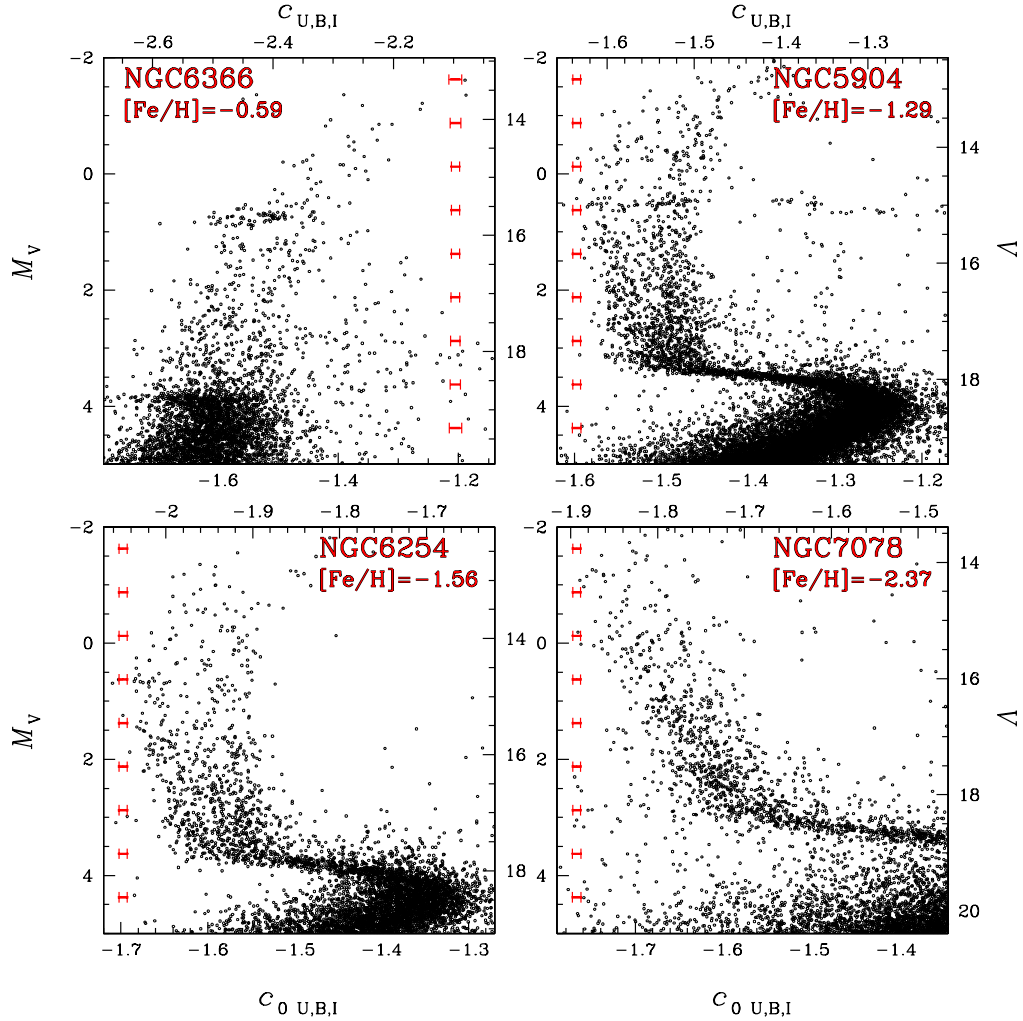 c U,B,I
c U,B,I
−2.6 −2.4 −2.2
−1.6 −1.5 −1.4 −1.3
NGC6366
[Fe/H]=−0.59
NGC5904
[Fe/H]=−1.29
−2
0
2
4
M V
14
16
18
−2
0
2
4
14
16
18
V
−1.6 −1.4 −1.2
−1.6 −1.5 −1.4 −1.3 −1.2
−2 −1.9 −1.8 −1.7
−1.9 −1.8 −1.7 −1.6 −1.5
NGC6254
[Fe/H]=−1.56
NGC7078
[Fe/H]=−2.37
−2
0
2
4
M V
14
16
18
−2
0
2
4
14
16
18
20
V
−1.7 −1.6 −1.5 −1.4 −1.3
−1.7 −1.6 −1.5 −1.4
c 0 U,B,I
c 0 U,B,I